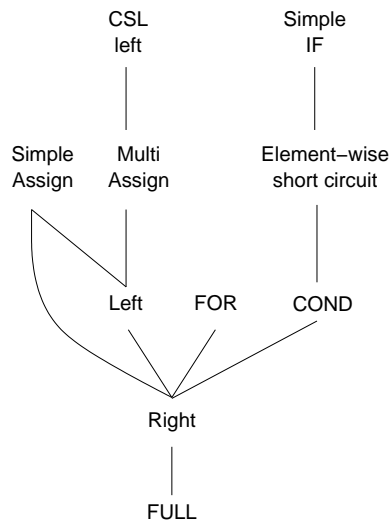 CSL
left
Simple
IF
Simple
Assign
Multi
Assign
Element−wise
short circuit
Left
FOR
COND
Right
FULL